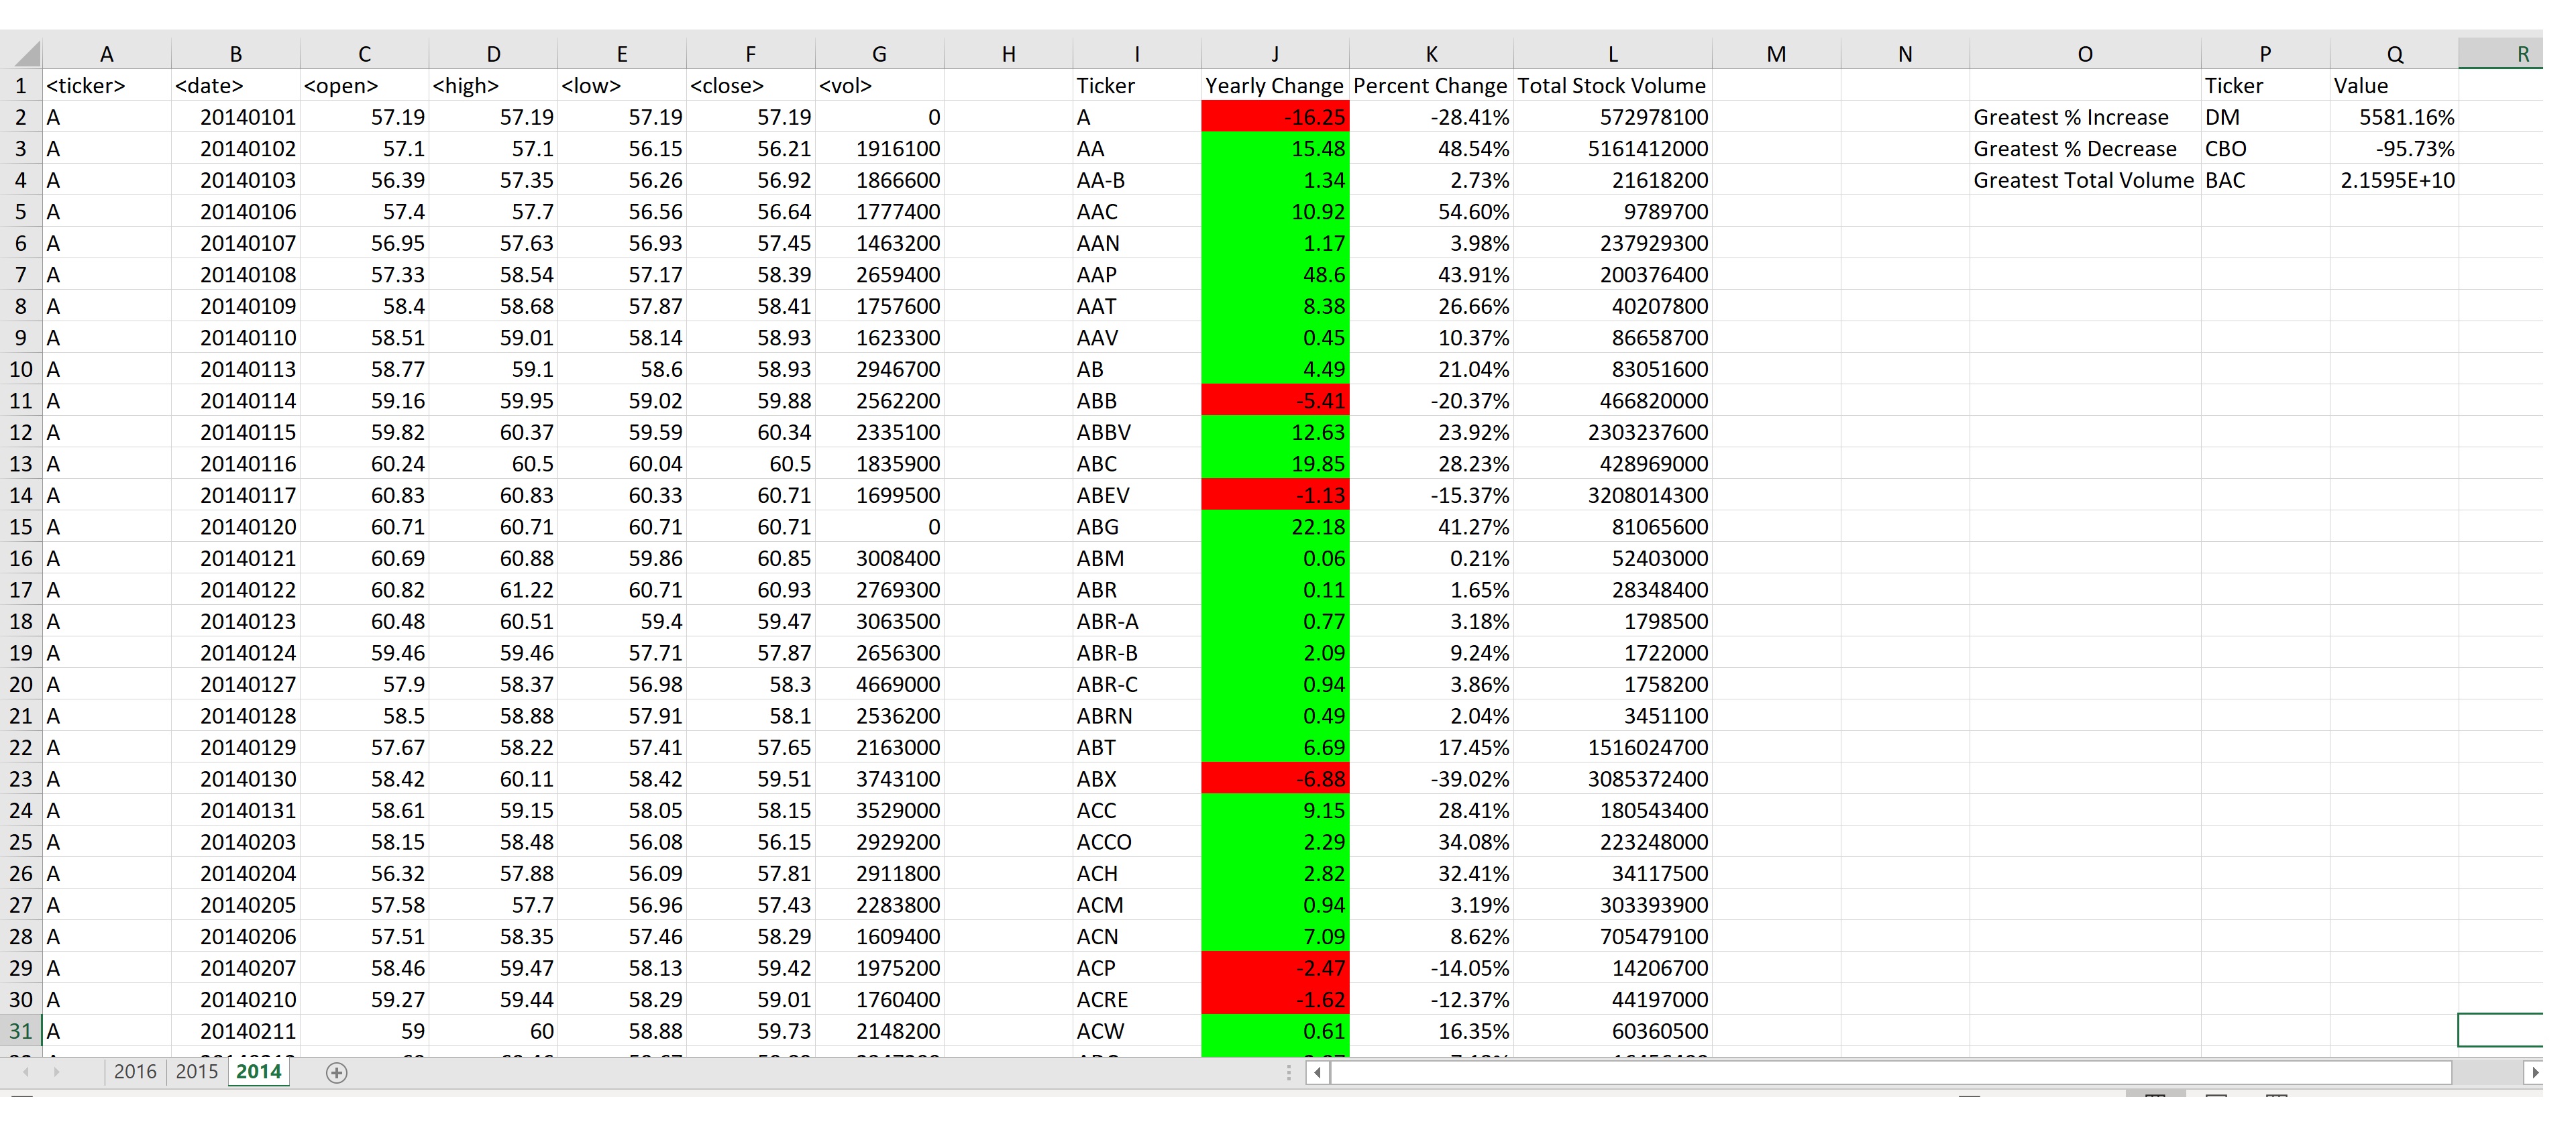 A B C D E F G H I J K L M N O P Q R
1 <ticker> <date> <open> <high> <low> <close> <vol> Ticker Yearly Change Percent Change Total Stock Volume Ticker Value
2 A 20140101 57.19 57.19 57.19 57.19 0 A -16.25 -28.41% 572978100 Greatest % Increase DM 5581.16%
3 A 20140102 57.1 57.1 56.15 56.21 1916100 AA 15.48 48.54% 5161412000 Greatest % Decrease CBO -95.73%
4 A 20140103 56.39 57.35 56.26 56.92 1866600 AA-B 1.34 2.73% 21618200 Greatest Total Volume BAC 2.1595E+10
5 A 20140106 57.4 57.7 56.56 56.64 1777400 AAC 10.92 54.60% 9789700
6 A 20140107 56.95 57.63 56.93 57.45 1463200 AAN 1.17 3.98% 237929300
7 A 20140108 57.33 58.54 57.17 58.39 2659400 AAP 48.6 43.91% 200376400
8 A 20140109 58.4 58.68 57.87 58.41 1757600 AAT 8.38 26.66% 40207800
9 A 20140110 58.51 59.01 58.14 58.93 1623300 AAV 0.45 10.37% 86658700
10 A 20140113 58.77 59.1 58.6 58.93 2946700 AB 4.49 21.04% 83051600
11 A 20140114 59.16 59.95 59.02 59.88 2562200 ABB -5.41 -20.37% 466820000
12 A 20140115 59.82 60.37 59.59 60.34 2335100 ABBV 12.63 23.92% 2303237600
13 A 20140116 60.24 60.5 60.04 60.5 1835900 ABC 19.85 28.23% 428969000
14 A 20140117 60.83 60.83 60.33 60.71 1699500 ABEV -1.13 -15.37% 3208014300
15 A 20140120 60.71 60.71 60.71 60.71 0 ABG 22.18 41.27% 81065600
16 A 20140121 60.69 60.88 59.86 60.85 3008400 ABM 0.06 0.21% 52403000
17 A 20140122 60.82 61.22 60.71 60.93 2769300 ABR 0.11 1.65% 28348400
18 A 20140123 60.48 60.51 59.4 59.47 3063500 ABR-A 0.77 3.18% 1798500
19 A 20140124 59.46 59.46 57.71 57.87 2656300 ABR-B 2.09 9.24% 1722000
20 A 20140127 57.9 58.37 56.98 58.3 4669000 ABR-C 0.94 3.86% 1758200
21 A 20140128 58.5 58.88 57.91 58.1 2536200 ABRN 0.49 2.04% 3451100
22 A 20140129 57.67 58.22 57.41 57.65 2163000 ABT 6.69 17.45% 1516024700
23 A 20140130 58.42 60.11 58.42 59.51 3743100 ABX -6.88 -39.02% 3085372400
24 A 20140131 58.61 59.15 58.05 58.15 3529000 ACC 9.15 28.41% 180543400
25 A 20140203 58.15 58.48 56.08 56.15 2929200 ACCO 2.29 34.08% 223248000
26 A 20140204 56.32 57.88 56.09 57.81 2911800 ACH 2.82 32.41% 34117500
27 A 20140205 57.58 57.7 56.96 57.43 2283800 ACM 0.94 3.19% 303393900
28 A 20140206 57.51 58.35 57.46 58.29 1609400 ACN 7.09 8.62% 705479100
29 A 20140207 58.46 59.47 58.13 59.42 1975200 ACP -2.47 -14.05% 14206700
30 A 20140210 59.27 59.44 58.29 59.01 1760400 ACRE -1.62 -12.37% 44197000
31 A 20140211 59 60 58.88 59.73 2148200 ACW 0.61 16.35% 60360500
2016 2015 2014